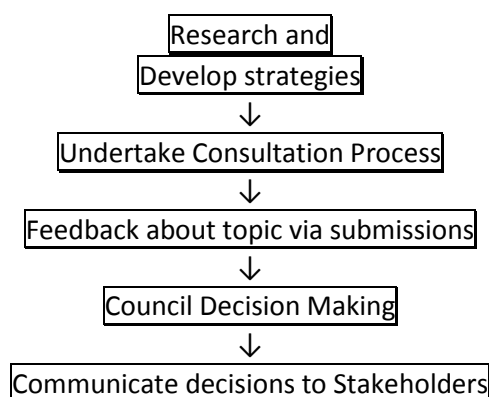 Research and
Develop strategies
↓
Undertake Consultation Process
↓
Feedback about topic via submissions
↓
Council Decision Making
↓
Communicate decisions to Stakeholders